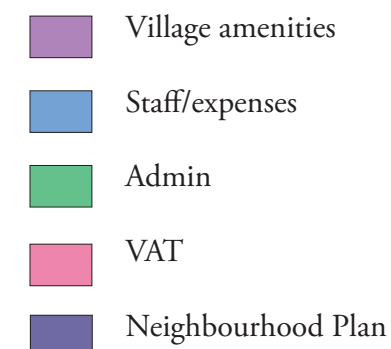 Village amenities
Staff/expenses
Admin
VAT
Neighbourhood Plan